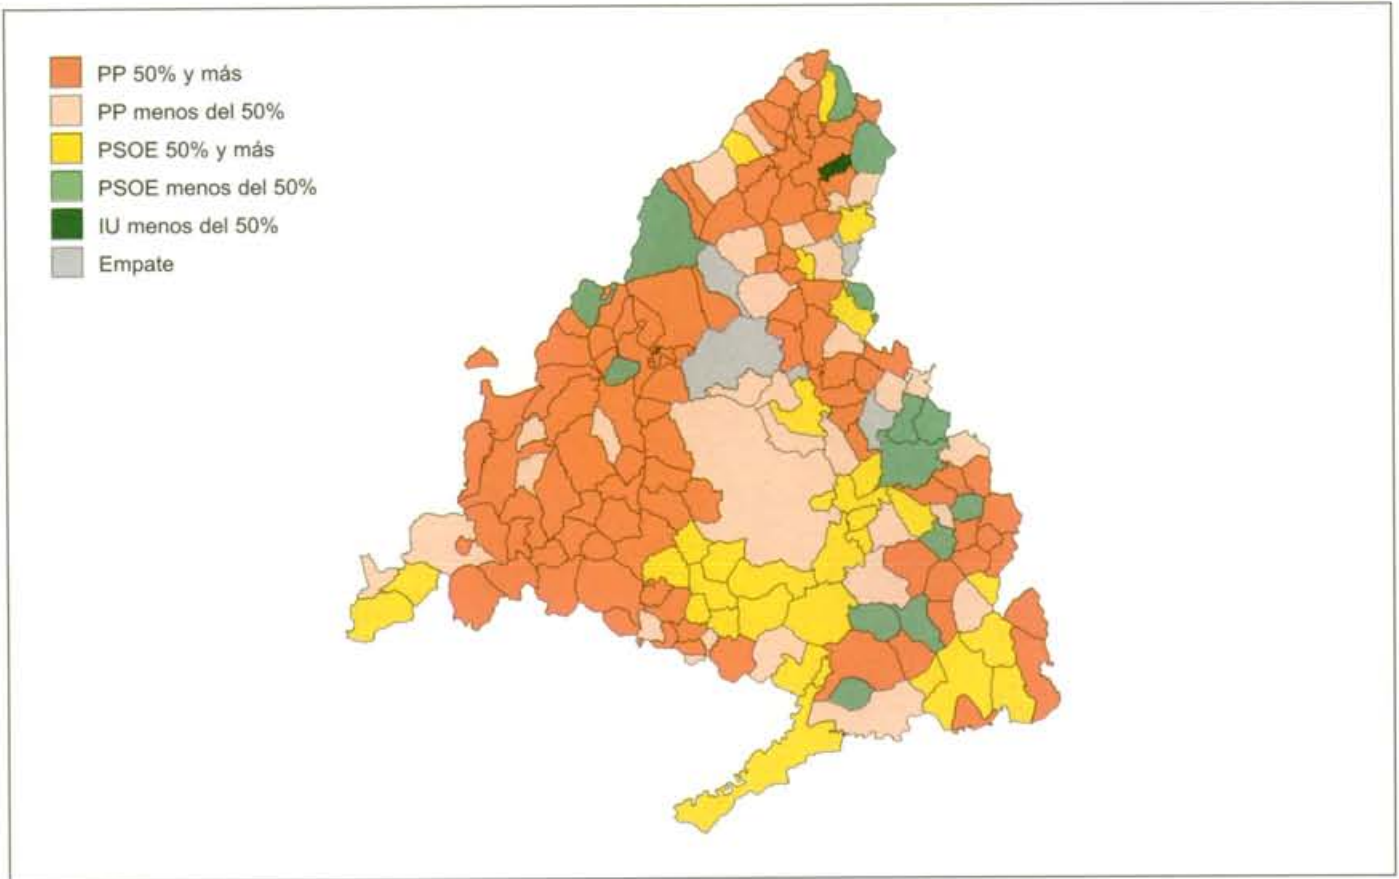 PP 50% y más
PP menos del 50%
PSOE 50% y más
PSOE menos del 50%
IU menos del 50%
Empate